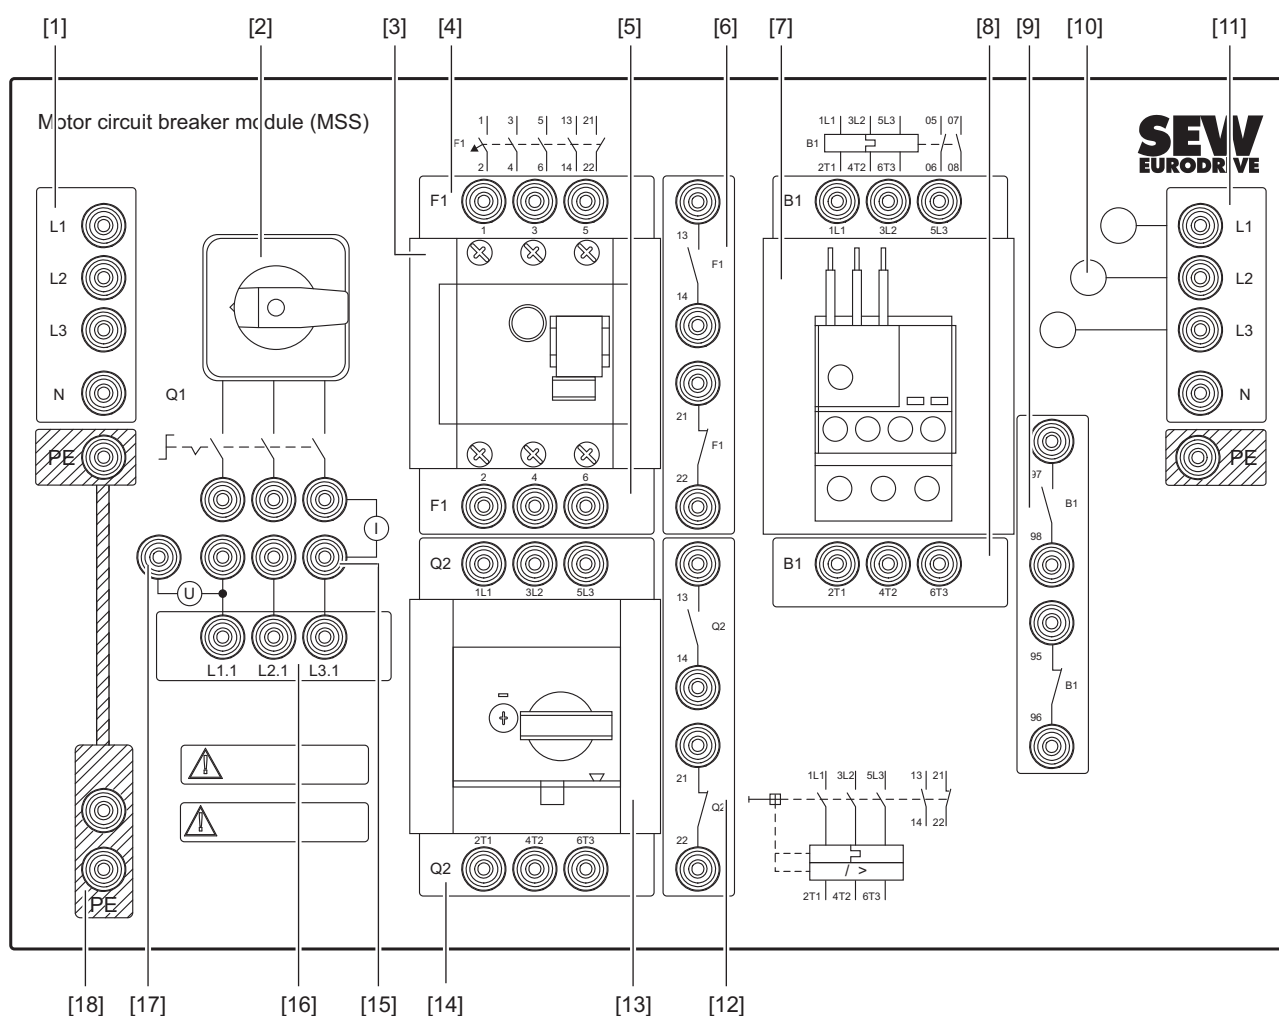 [1] [2] [3] [4] [5] [6] [7] [8] [9] [10] [11]
Motor circuit breaker module (MSS)
1 3 5 13 21
F1
2 4 6 14 22
1L1 3L2 5L3 05 07
B1
2T1 4T2 6T3 06 08
SEW
EURODRIVE
L1
L2
L3
N
PE
Q1
I
U
L1.1 L2.1 L3.1
PE
F1
1 3 5
2 4 6
F1
Q2
1L1 3L2 5L3
2T1 4T2 6T3
Q2
13
F1
14
21
F1
22
13
Q2
14
21
Q2
22
B1
1L1 3L2 5L3
B1
2T1 4T2 6T3
1L1 3L2 5L3 13 21
14 22
I >
2T1 4T2 6T3
97
B1
98
95
B1
96
L1
L2
L3
N
PE
[18] [17] [16] [15] [14] [13] [12]